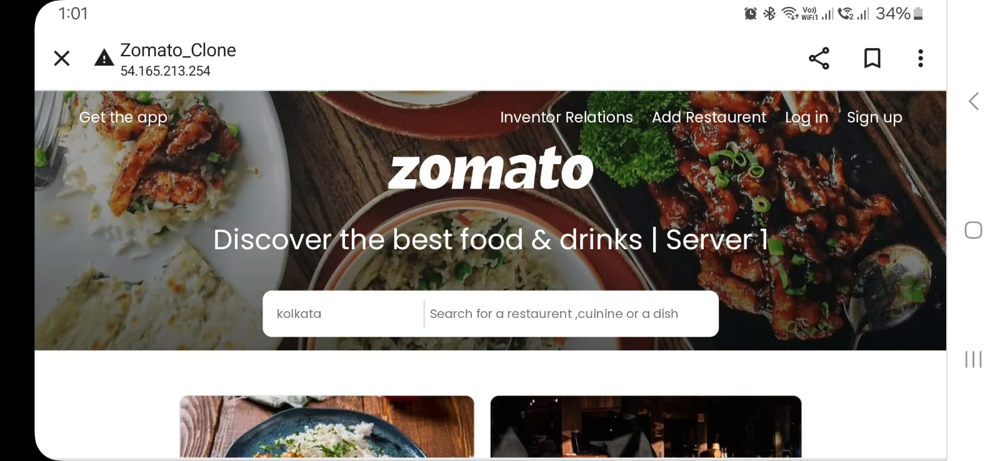 1:01
Vo)) WiFi1 2 34%
Zomato_Clone
54.165.213.254
Get the app Inventor Relations Add Restaurent Log in Sign up
zomato
Discover the best food & drinks | Server 1
kolkata Search for a restaurent ,cuinine or a dish